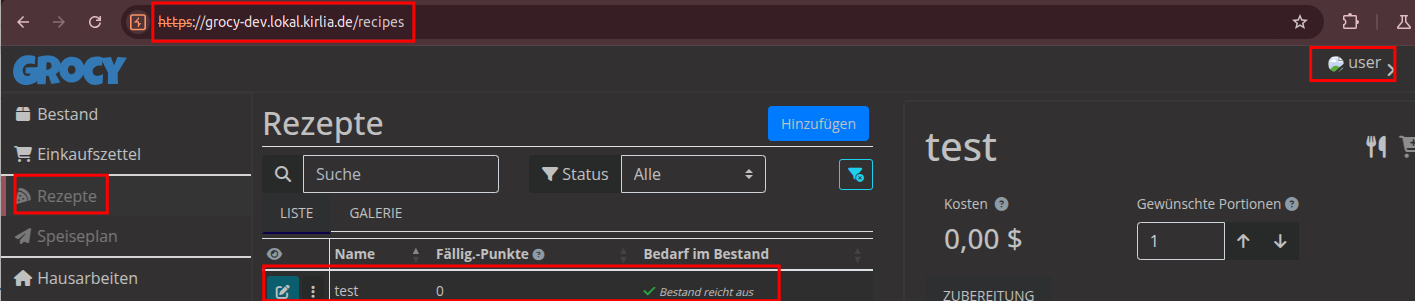 https://grocy-dev.lokal.kirlia.de/recipes
GROCY
user
Bestand
Einkaufszettel
Rezepte
Speiseplan
Hausarbeiten
Rezepte
Hinzufügen
Suche
Status
Alle
LISTE GALERIE
Name Fällig.-Punkte Bedarf im Bestand
test 0 Bestand reicht aus
test
Kosten
0,00 $
Gewünschte Portionen
1
ZUBEREITUNG